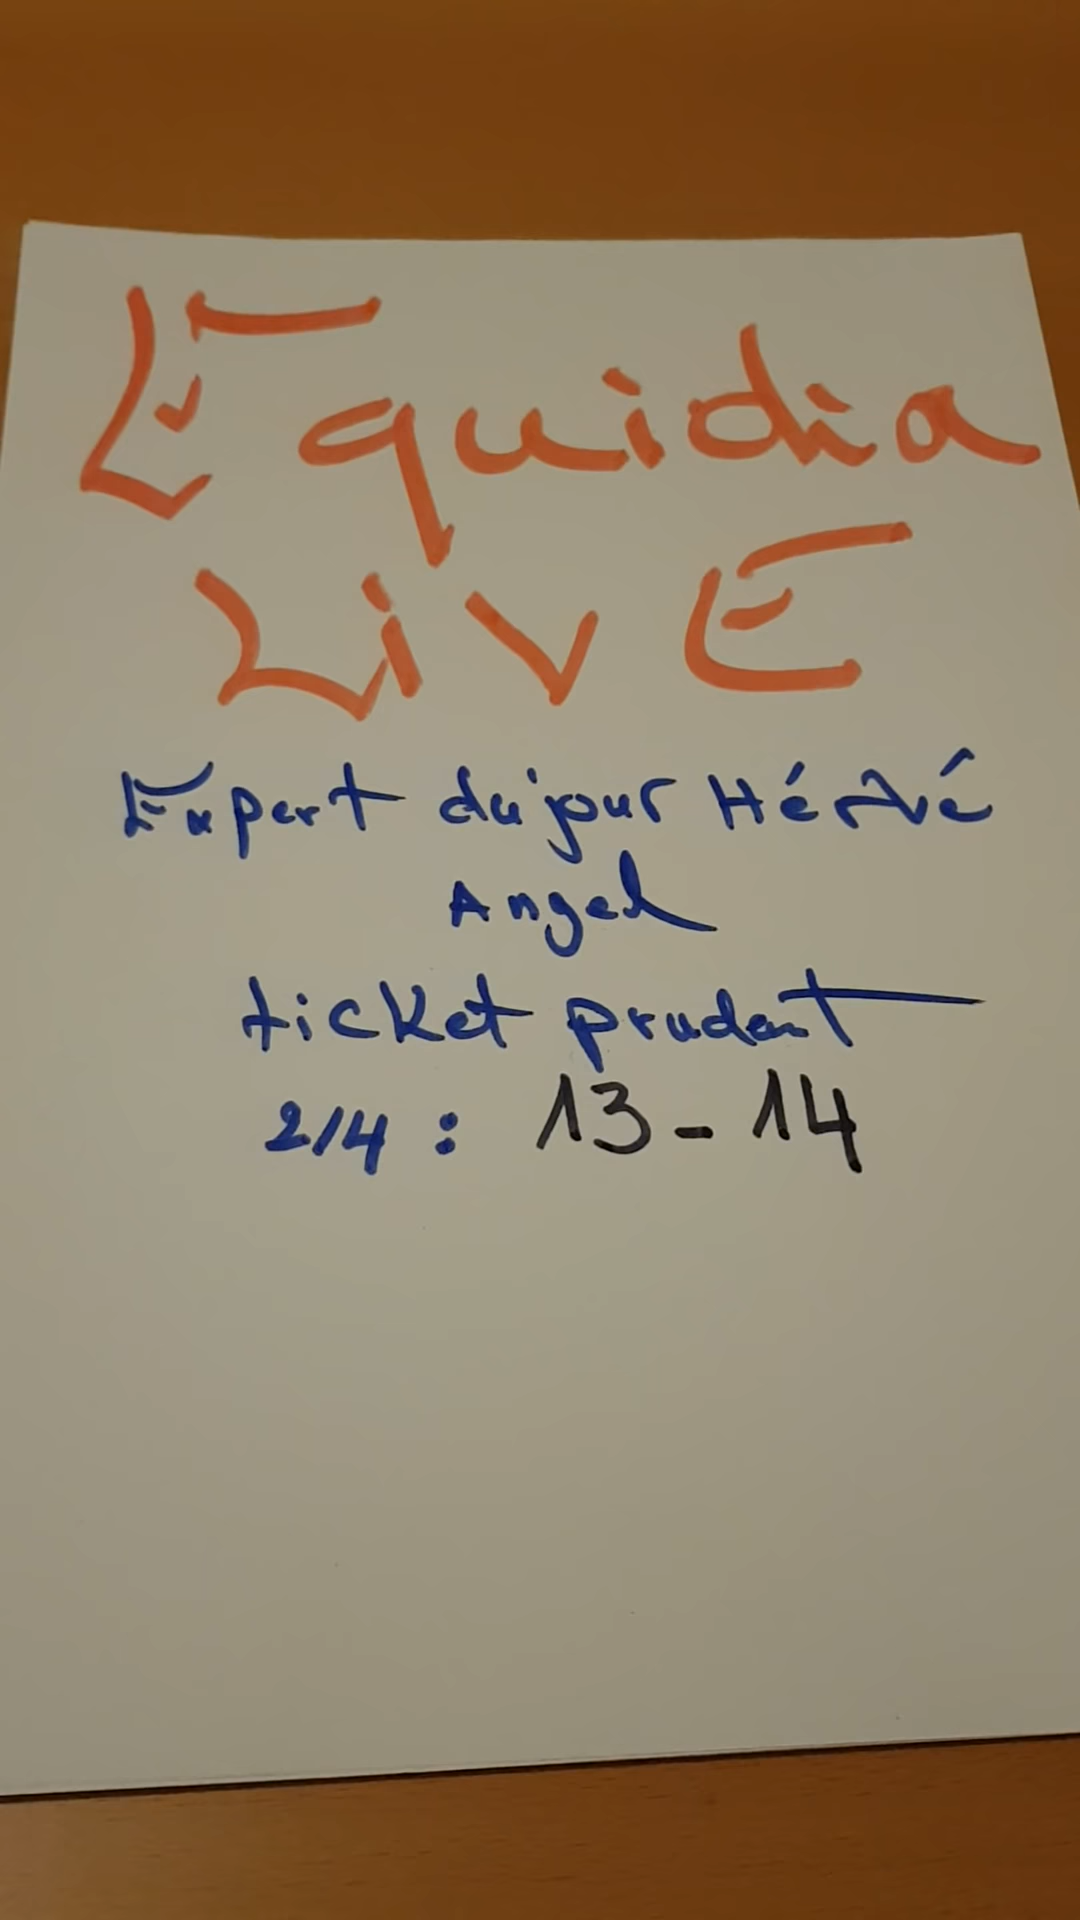 Equidia
LiVE
Expert du jour Hérvé
Angel
ticket prudent
2/4 : 13 - 14